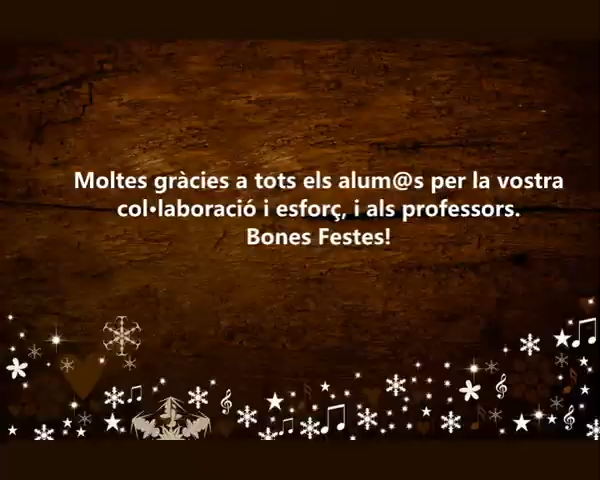 Moltes gràcies a tots els alum@s per la vostra
col•laboració i esforç, i als professors.
Bones Festes!